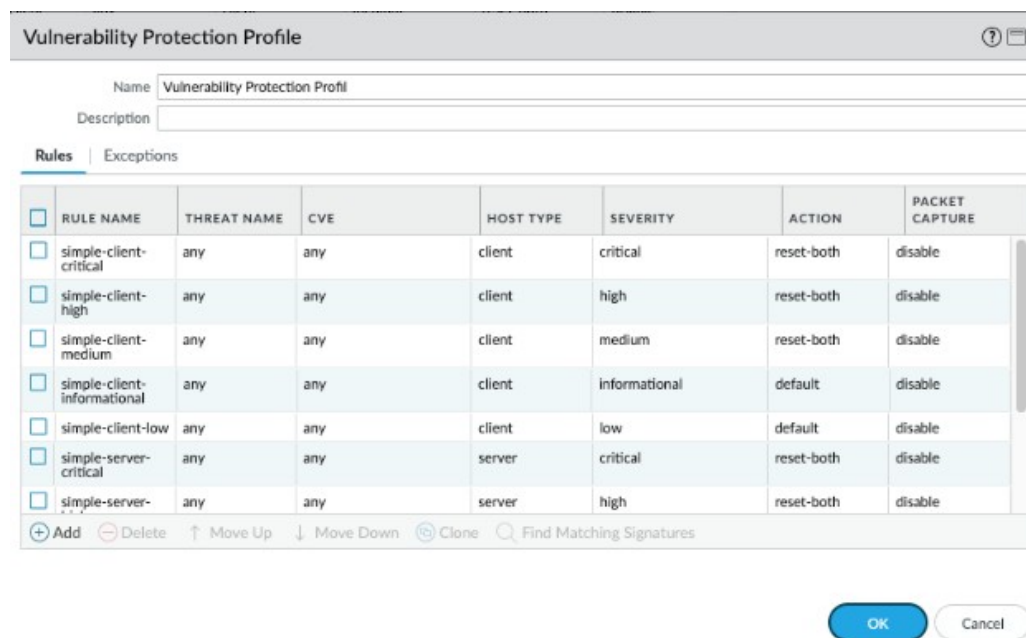 Vulnerability Protection Profile
Name Vulnerability Protection Profil
Description
Rules | Exceptions
RULE NAME THREAT NAME CVE HOST TYPE SEVERITY ACTION PACKET CAPTURE
simple-client-critical any any client critical reset-both disable
simple-client-high any any client high reset-both disable
simple-client-medium any any client medium reset-both disable
simple-client-informational any any client informational default disable
simple-client-low any any client low default disable
simple-server-critical any any server critical reset-both disable
simple-server- any any server high reset-both disable
Add Delete Move Up Move Down Clone Find Matching Signatures
OK Cancel